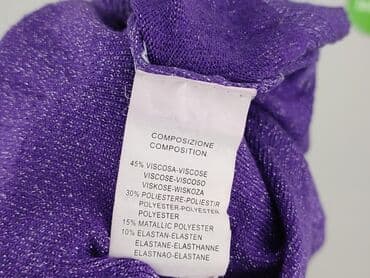 COMPOSIZIONE
COMPOSITION
45% VISCOSA-VISCOSE
VISCOSE-VISCOSO
VISKOSE-WISKOZA
30% POLIESTERE-POLIESTIR
POLYESTER-POLYESTER
POLYESTER
15% METALLIC POLYESTER
10% ELASTAN-ELASTEN
ELASTANE-ELASTHANNE
ELASTNAO-ELASTANE